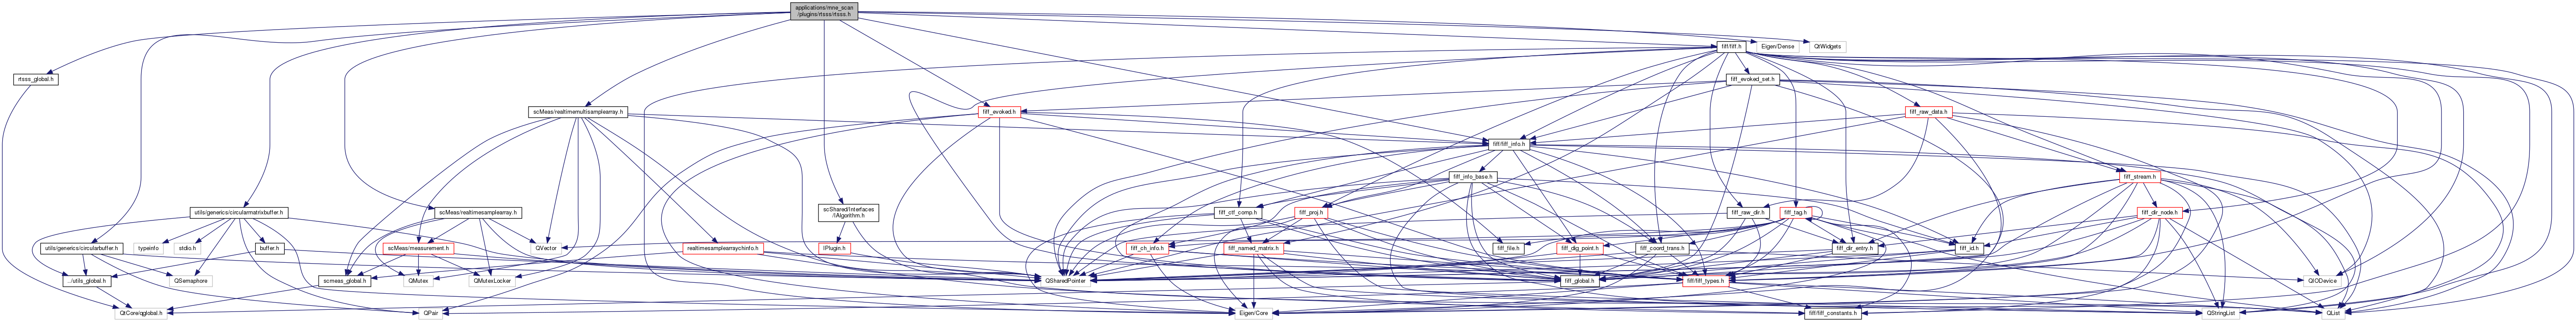 applications/mne_scan
/plugins/rtsss/rtsss.h
fiff/fiff.h
Eigen/Dense
QtWidgets
rtsss_global.h
fiff_evoked_set.h
scMeas/realtimemultisamplearray.h
fiff_evoked.h
fiff_raw_data.h
fiff/fiff_info.h
fiff_info_base.h
fiff_stream.h
utils/generics/circularmatrixbuffer.h
scMeas/realtimesamplearray.h
scShared/Interfaces
/IAlgorithm.h
fiff_ctf_comp.h
fiff_proj.h
fiff_raw_dir.h
fiff_tag.h
fiff_dir_node.h
utils/generics/circularbuffer.h
typeinfo
stdio.h
buffer.h
scMeas/measurement.h
QVector
realtimesamplearraychinfo.h
IPlugin.h
fiff_ch_info.h
fiff_named_matrix.h
fiff_file.h
fiff_dig_point.h
fiff_coord_trans.h
fiff_dir_entry.h
fiff_id.h
../utils_global.h
QSemaphore
scmeas_global.h
QMutex
QMutexLocker
QSharedPointer
fiff_global.h
fiff/fiff_types.h
QIODevice
QtCore/qglobal.h
QPair
Eigen/Core
fiff/fiff_constants.h
QStringList
QList